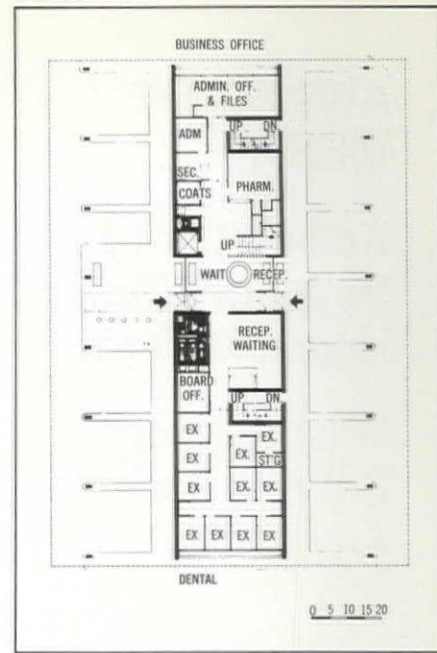 BUSINESS OFFICE
ADMIN. OFF.
& FILES
ADM
UP DN
SEC.
COATS
PHARM.
UP
WAIT RECEP.
RECEP.
WAITING
BOARD
OFF.
UP DN
EX
EX.
EX.
ST'G
EX
EX
EX.
EX.
EX EX EX EX
DENTAL
0 5 10 15 20